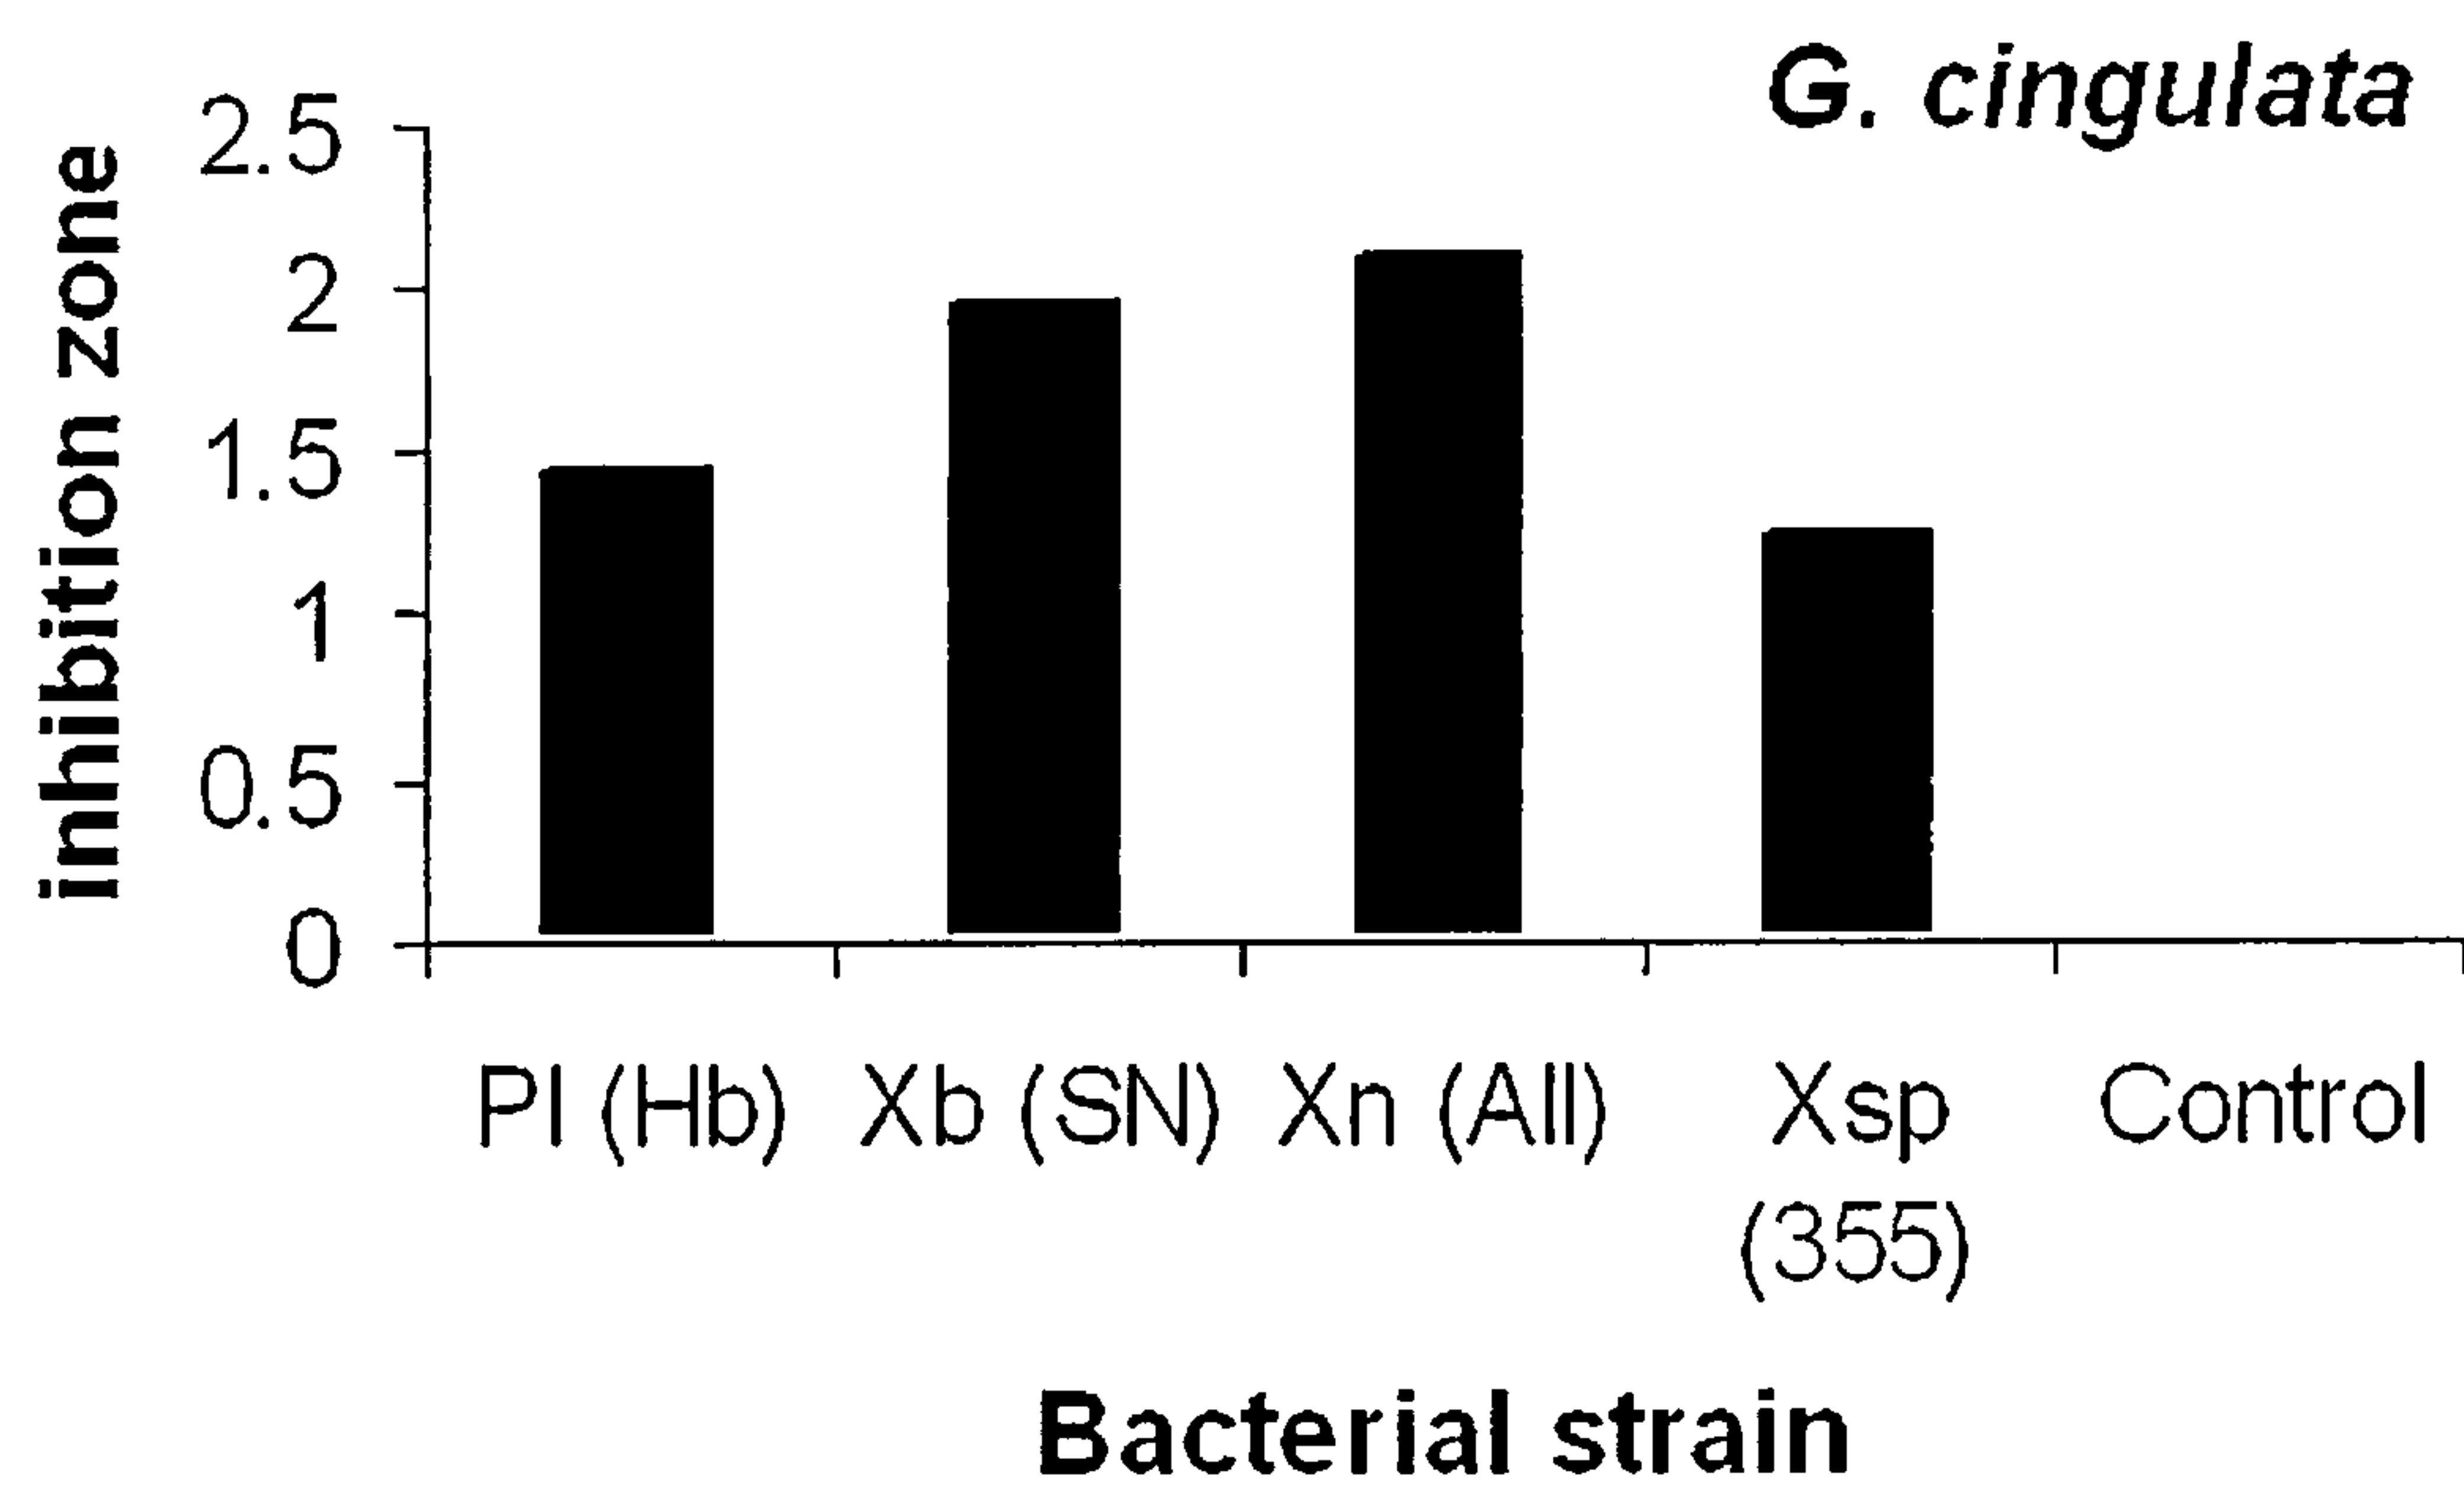 G. cingulata
inhibition zone
2.5
2
1.5
1
0.5
0
Pl (Hb) Xb (SN) Xn (All) Xsp (355) Control
Bacterial strain